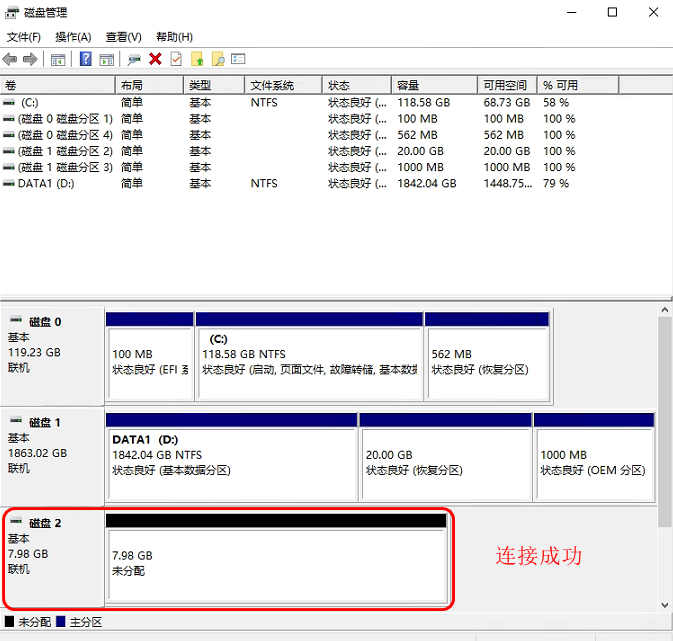 磁盘管理
文件(F) 操作(A) 查看(V) 帮助(H)
卷 布局 类型 文件系统 状态 容量 可用空间 % 可用
(C:) 简单 基本 NTFS 状态良好 (... 118.58 GB 68.73 GB 58 %
(磁盘 0 磁盘分区 1) 简单 基本 状态良好 (... 100 MB 100 MB 100 %
(磁盘 0 磁盘分区 4) 简单 基本 状态良好 (... 562 MB 562 MB 100 %
(磁盘 1 磁盘分区 2) 简单 基本 状态良好 (... 20.00 GB 20.00 GB 100 %
(磁盘 1 磁盘分区 3) 简单 基本 状态良好 (... 1000 MB 1000 MB 100 %
DATA1 (D:) 简单 基本 NTFS 状态良好 (... 1842.04 GB 1448.75... 79 %
磁盘 0
基本
119.23 GB
联机
100 MB
状态良好 (EFI 系
(C:)
118.58 GB NTFS
状态良好 (启动, 页面文件, 故障转储, 基本数据
562 MB
状态良好 (恢复分区)
磁盘 1
基本
1863.02 GB
联机
DATA1 (D:)
1842.04 GB NTFS
状态良好 (基本数据分区)
20.00 GB
状态良好 (恢复分区)
1000 MB
状态良好 (OEM 分区)
磁盘 2
基本
7.98 GB
联机
7.98 GB
未分配
连接成功
未分配 主分区